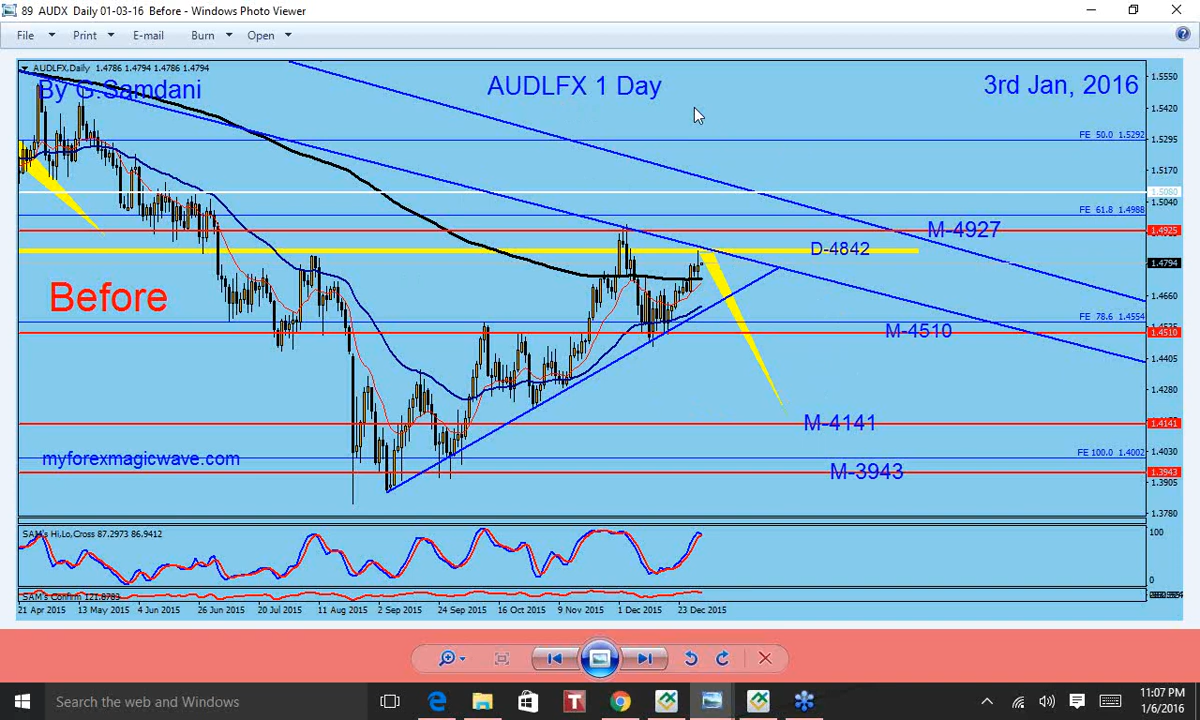 89 AUDX Daily 01-03-16 Before - Windows Photo Viewer
File Print E-mail Burn Open
AUDLFX,Daily 1.4786 1.4794 1.4786 1.4794
By G.Samdani
AUDLFX 1 Day
3rd Jan, 2016
1.5550
1.5420
FE 50.0 1.5292
1.5295
1.5170
1.5080
1.5040
FE 61.8 1.4988
M-4927
1.4925
D-4842
1.4794
Before
1.4660
FE 78.6 1.4554
M-4510
1.4510
1.4405
1.4280
M-4141
1.4141
myforexmagicwave.com
FE 100.0 1.4002
1.4030
M-3943
1.3943
1.3905
1.3780
SAM's Hi,Lo,Cross 87.2973 86.9412
100
0
SAM's Confirm 121.8783
21 Apr 2015 13 May 2015 4 Jun 2015 26 Jun 2015 20 Jul 2015 11 Aug 2015 2 Sep 2015 24 Sep 2015 16 Oct 2015 9 Nov 2015 1 Dec 2015 23 Dec 2015
Search the web and Windows
11:07 PM
1/6/2016